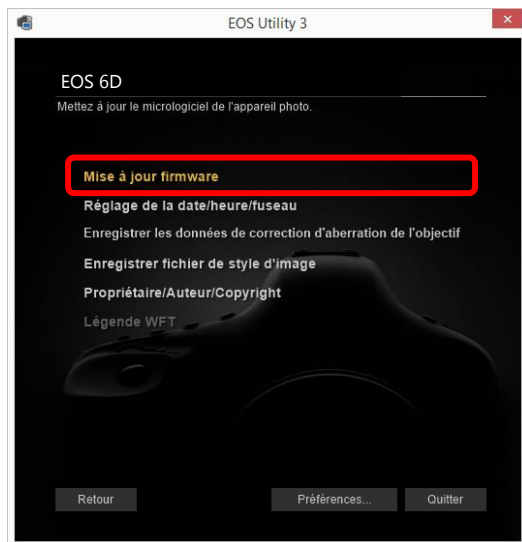 EOS Utility 3
EOS 6D
Mettez à jour le micrologiciel de l'appareil photo.
Mise à jour firmware
Réglage de la date/heure/fuseau
Enregistrer les données de correction d'aberration de l'objectif
Enregistrer fichier de style d'image
Propriétaire/Auteur/Copyright
Légende WFT
Retour
Préférences...
Quitter